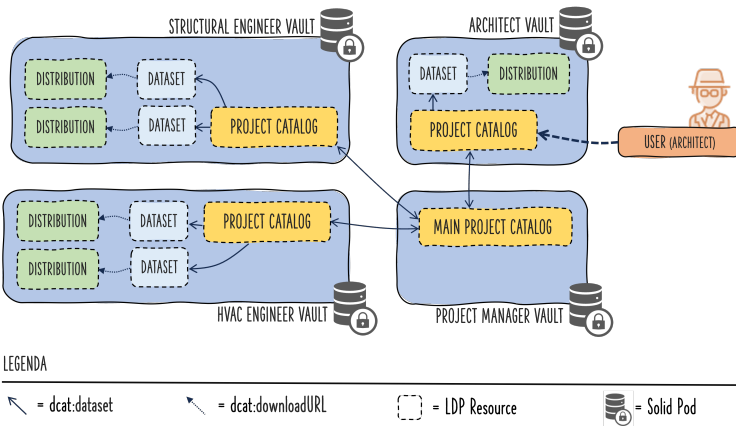 STRUCTURAL ENGINEER VAULT
ARCHITECT VAULT
DISTRIBUTION
DATASET
DISTRIBUTION
DATASET
PROJECT CATALOG
DATASET
DISTRIBUTION
PROJECT CATALOG
USER (ARCHITECT)
DISTRIBUTION
DATASET
PROJECT CATALOG
DISTRIBUTION
DATASET
MAIN PROJECT CATALOG
HVAC ENGINEER VAULT
PROJECT MANAGER VAULT
LEGENDA
= dcat:dataset
= dcat:downloadURL
= LDP Resource
= Solid Pod